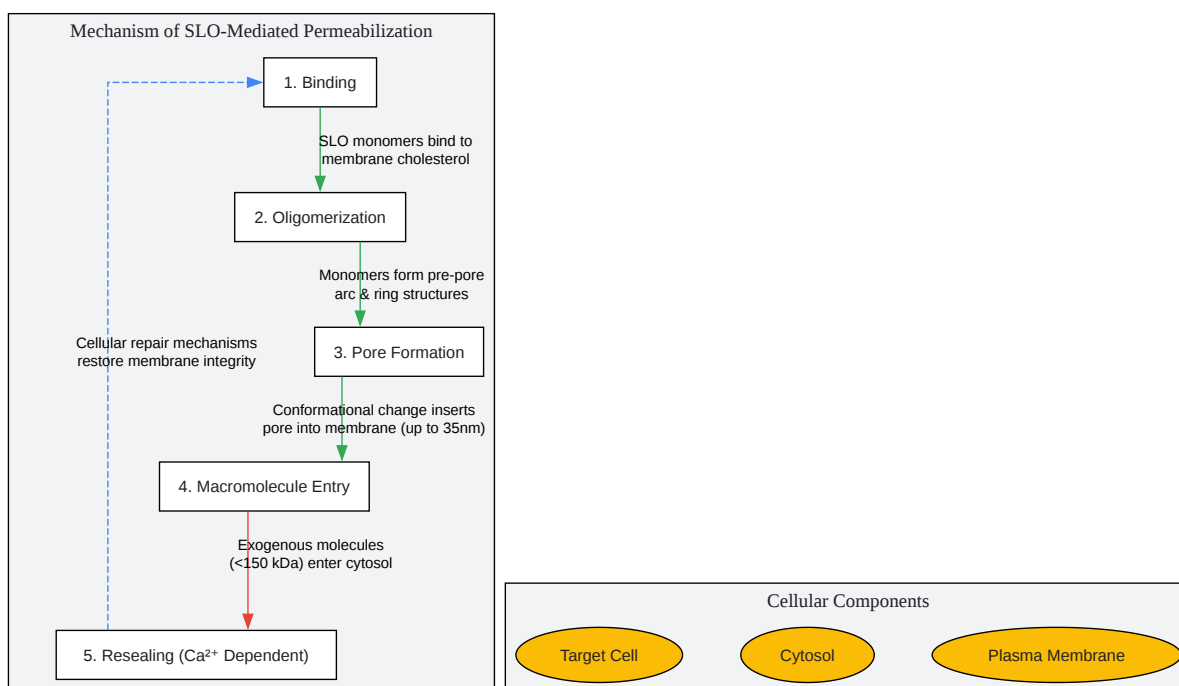 Mechanism of SLO-Mediated Permeabilization
1. Binding
SLO monomers bind to
membrane cholesterol
2. Oligomerization
Monomers form pre-pore
arc & ring structures
3. Pore Formation
Cellular repair mechanisms
restore membrane integrity
Conformational change inserts
pore into membrane (up to 35nm)
4. Macromolecule Entry
Exogenous molecules
(<150 kDa) enter cytosol
5. Resealing (Ca²⁺ Dependent)
Cellular Components
Target Cell
Cytosol
Plasma Membrane